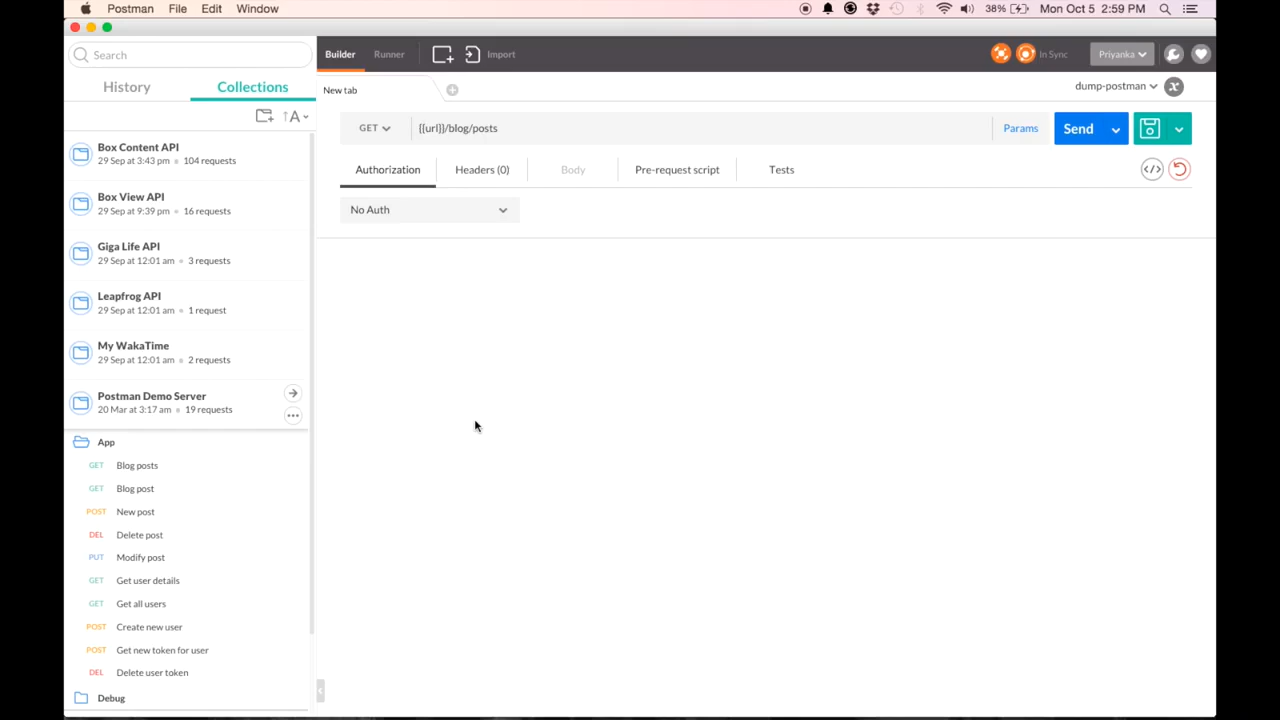 Postman File Edit Window 38% Mon Oct 5 2:59 PM
Search
Builder Runner Import In Sync Priyanka
History Collections
New tab
dump-postman
A
GET {{url}}/blog/posts Params Send
Authorization Headers (0) Body Pre-request script Tests
No Auth
Box Content API
29 Sep at 3:43 pm 104 requests
Box View API
29 Sep at 9:39 pm 16 requests
Giga Life API
29 Sep at 12:01 am 3 requests
Leapfrog API
29 Sep at 12:01 am 1 request
My WakaTime
29 Sep at 12:01 am 2 requests
Postman Demo Server
20 Mar at 3:17 am 19 requests
App
GET Blog posts
GET Blog post
POST New post
DEL Delete post
PUT Modify post
GET Get user details
GET Get all users
POST Create new user
POST Get new token for user
DEL Delete user token
Debug